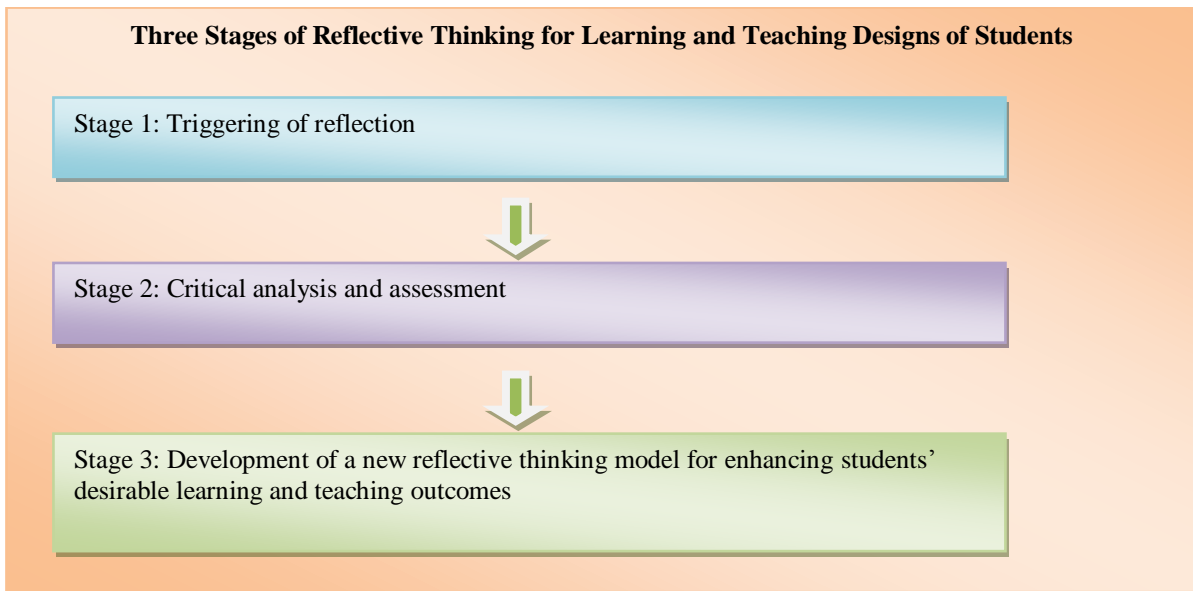 Three Stages of Reflective Thinking for Learning and Teaching Designs of Students
Stage 1: Triggering of reflection
Stage 2: Critical analysis and assessment
Stage 3: Development of a new reflective thinking model for enhancing students’
desirable learning and teaching outcomes